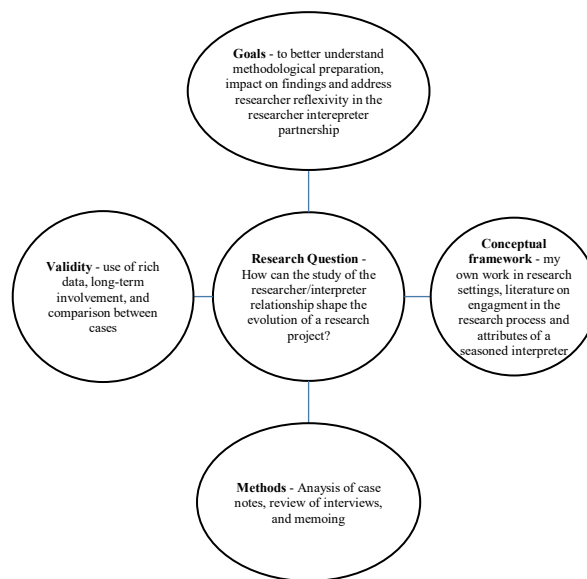 Goals - to better understand
methodological preparation,
impact on findings and address
researcher reflexivity in the
researcher interepreter
partnership
Validity - use of rich
data, long-term
involvement, and
comparison between
cases
Research Question -
How can the study of the
researcher/interpreter
relationship shape the
evolution of a research
project?
Conceptual
framework - my
own work in research
settings, literature on
engagment in the
research process and
attributes of a
seasoned interpreter
Methods - Anaysis of case
notes, review of interviews,
and memoing